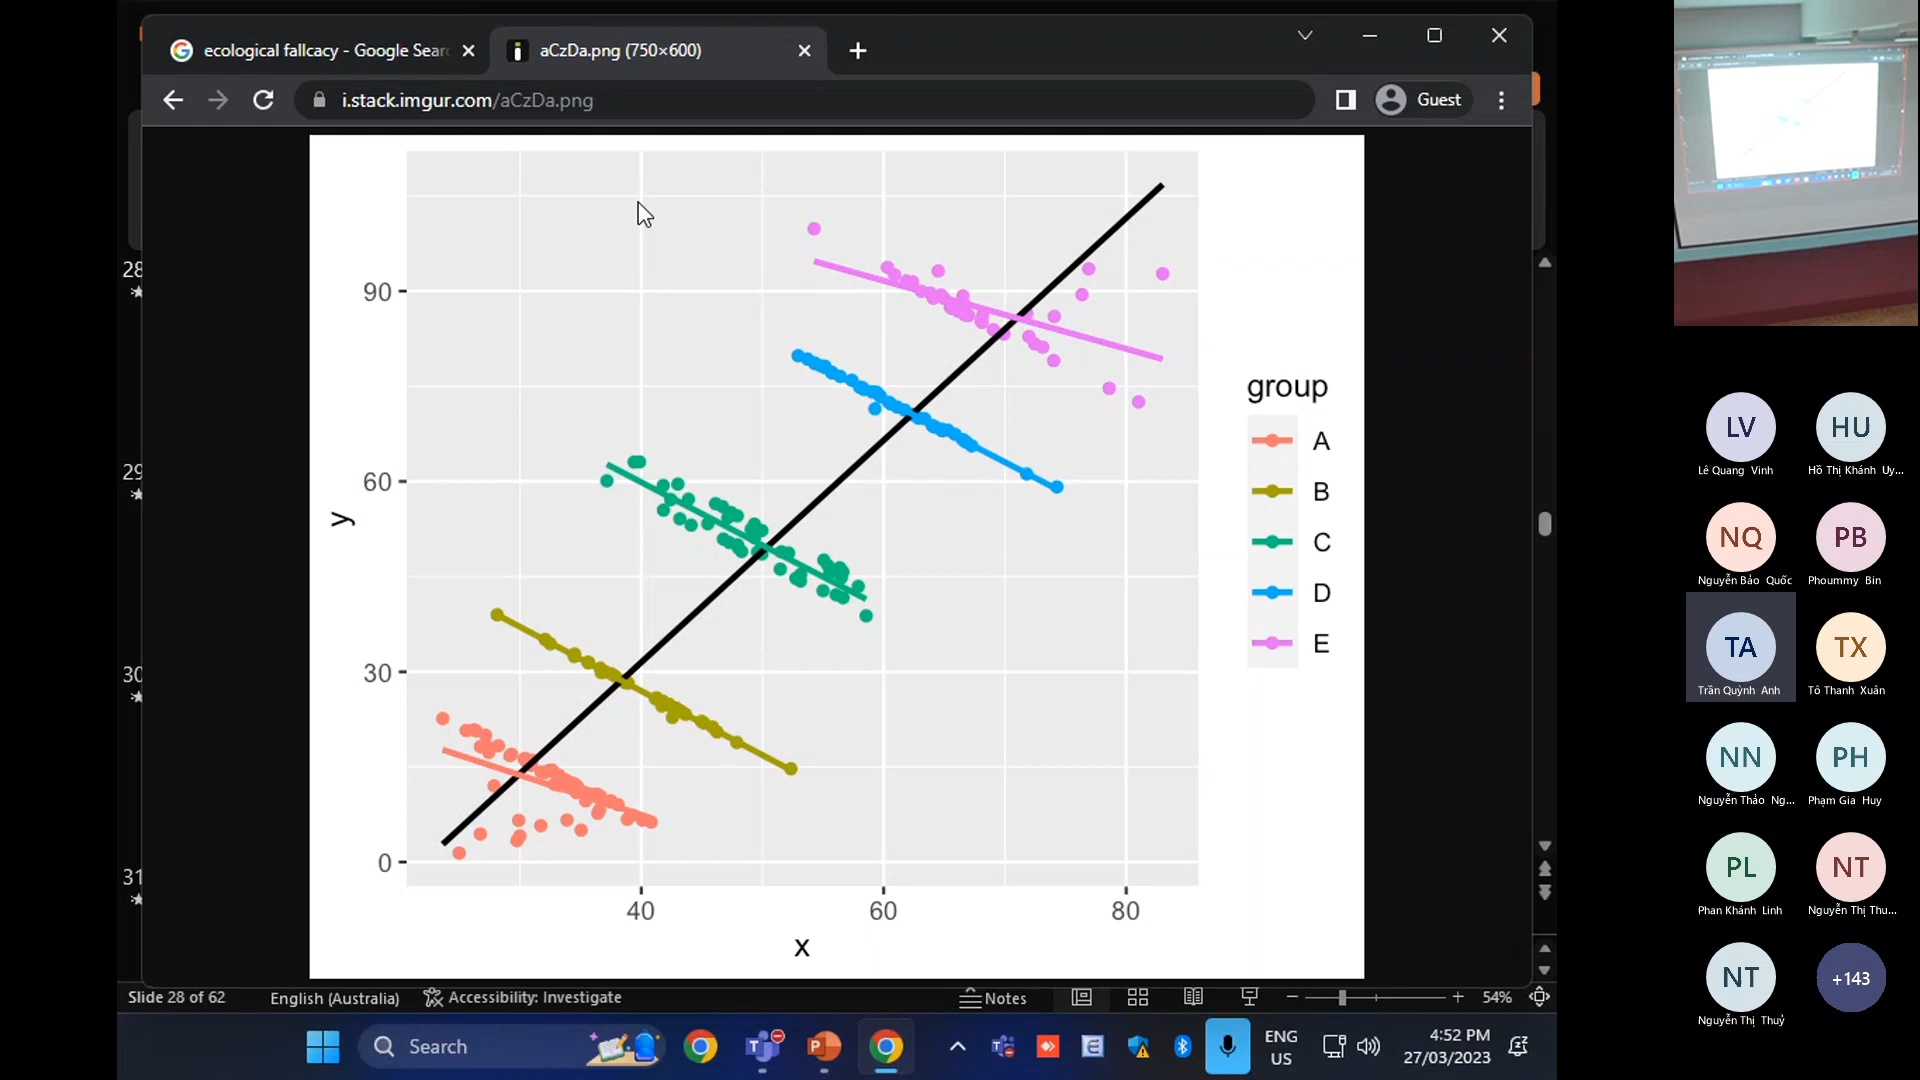 ecological fallcacy - Google Sear
aCzDa.png (750×600)
i.stack.imgur.com/aCzDa.png
Guest
28
29
30
31
90
60
30
0
y
40
60
80
x
group
A
B
C
D
E
Slide 28 of 62
English (Australia)
Accessibility: Investigate
Notes
54%
Search
ENG
US
4:52 PM
27/03/2023
LV
Lê Quang Vinh
HU
Hồ Thị Khánh Uy...
NQ
Nguyễn Bảo Quốc
PB
Phoummy Bin
TA
Trần Quỳnh Anh
TX
Tô Thanh Xuân
NN
Nguyễn Thảo Ng...
PH
Phạm Gia Huy
PL
Phan Khánh Linh
NT
Nguyễn Thị Thu...
NT
Nguyễn Thị Thuỷ
+143